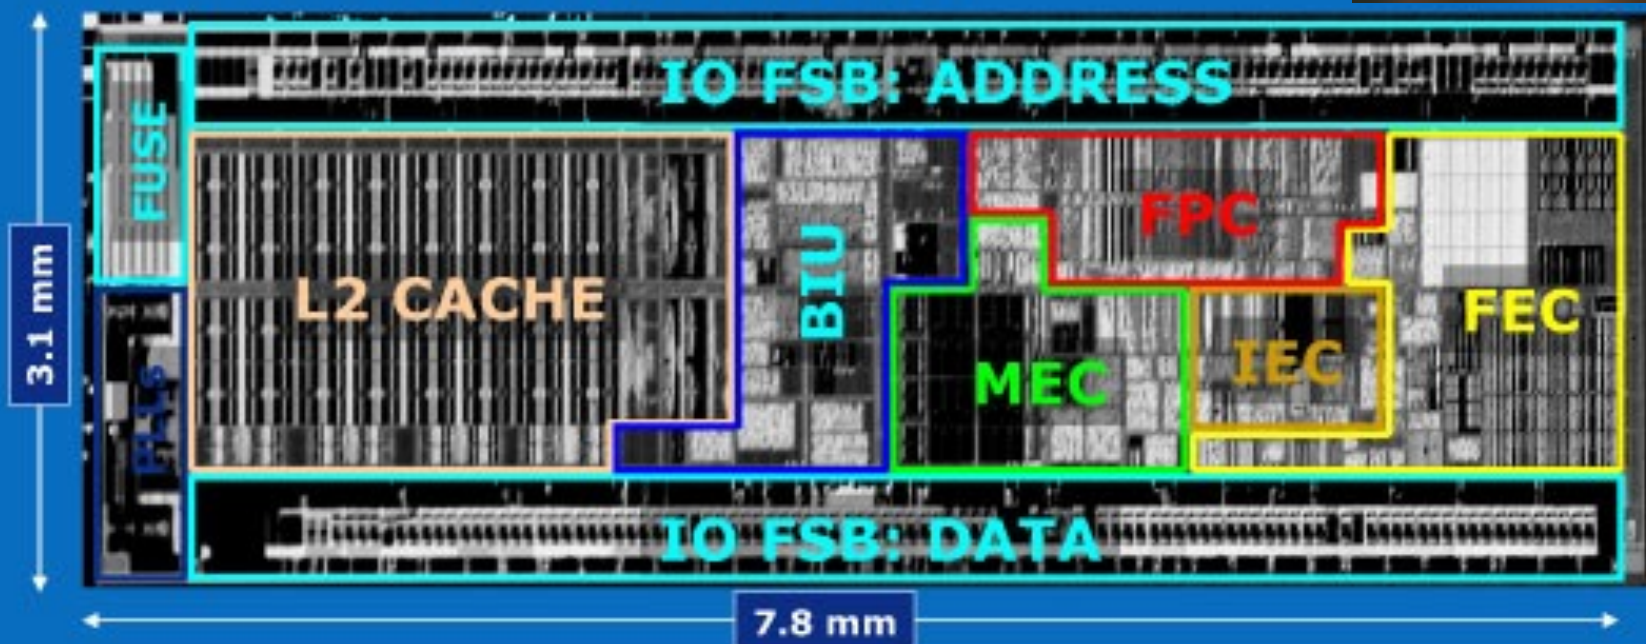 IO FSB: ADDRESS
FUSE
FPC
BIU
L2 CACHE
FEC
3.1 mm
IEC
MEC
PLLs
IO FSB: DATA
7.8 mm